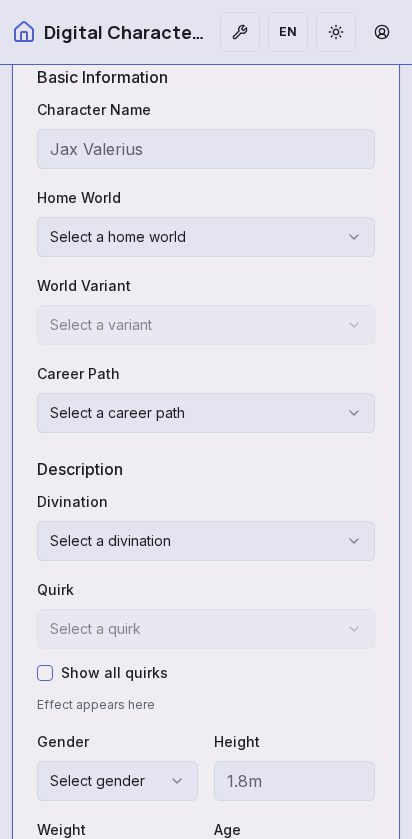 Digital Characte...
EN
Basic Information
Character Name
Jax Valerius
Home World
Select a home world
World Variant
Select a variant
Career Path
Select a career path
Description
Divination
Select a divination
Quirk
Select a quirk
Show all quirks
Effect appears here
Gender
Height
Select gender
1.8m
Weight
Age